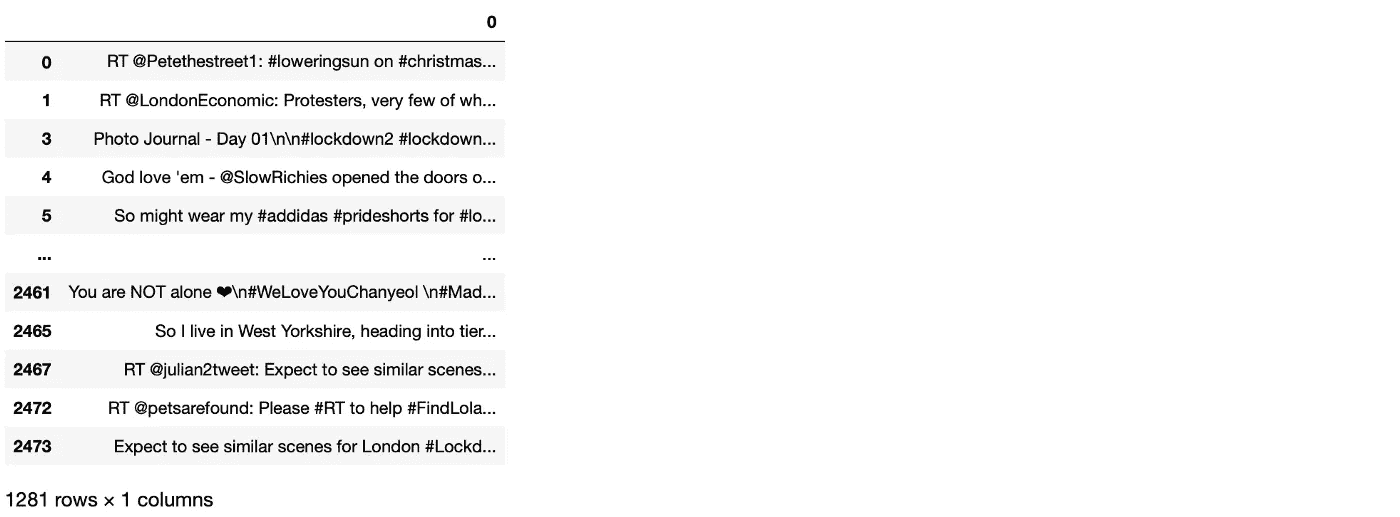 0
0 RT @Petethestreet1: #loweringsun on #christmas...
1 RT @LondonEconomic: Protesters, very few of wh...
3 Photo Journal - Day 01\n\n#lockdown2 #lockdown...
4 God love 'em - @SlowRichies opened the doors o...
5 So might wear my #addidas #prideshorts for #lo...
... ...
2461 You are NOT alone ❤\n#WeLoveYouChanyeol \n#Mad...
2465 So I live in West Yorkshire, heading into tier...
2467 RT @julian2tweet: Expect to see similar scenes...
2472 RT @petsarefound: Please #RT to help #FindLola...
2473 Expect to see similar scenes for London #Lockd...
1281 rows × 1 columns